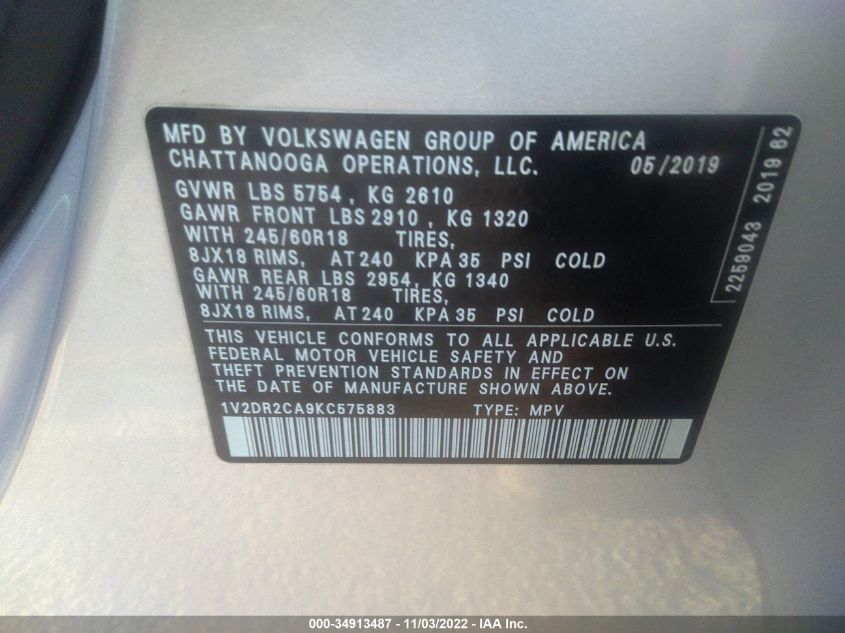 MFD BY VOLKSWAGEN GROUP OF AMERICA
CHATTANOOGA OPERATIONS, LLC. 05/2019
GVWR LBS 5754 , KG 2610
GAWR FRONT LBS 2910 , KG 1320
WITH 245/60R18 TIRES,
8JX18 RIMS, AT 240 KPA 35 PSI COLD
GAWR REAR LBS 2954, KG 1340
WITH 245/60R18 TIRES,
8JX18 RIMS, AT 240 KPA 35 PSI COLD
THIS VEHICLE CONFORMS TO ALL APPLICABLE U.S.
FEDERAL MOTOR VEHICLE SAFETY AND
THEFT PREVENTION STANDARDS IN EFFECT ON
THE DATE OF MANUFACTURE SHOWN ABOVE.
1V2DR2CA9KC575883 TYPE: MPV
2259043 2019 62
000-34913487 - 11/03/2022 - IAA Inc.